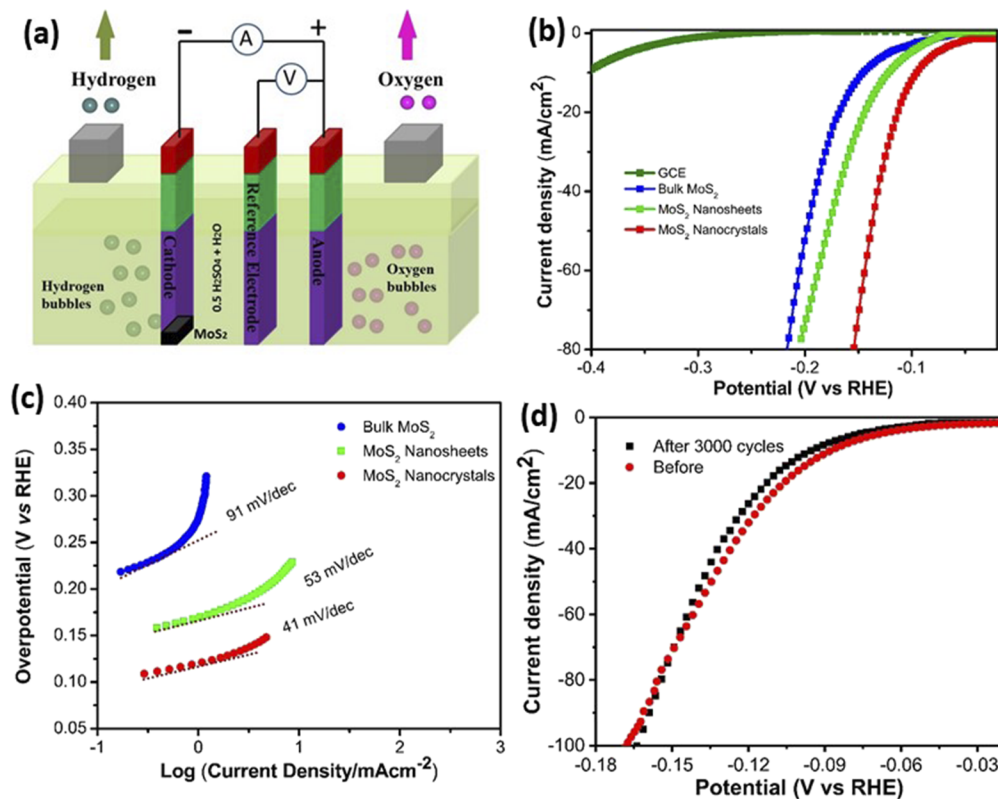 (a)
− A +
Hydrogen
V
Oxygen
Cathode
0.5 H₂SO₄ + H₂O
Reference Electrode
Anode
Hydrogen
bubbles
Oxygen
bubbles
MoS₂
(b)
0
-20
-40
-60
-80
Current density (mA/cm²)
GCE
Bulk MoS₂
MoS₂ Nanosheets
MoS₂ Nanocrystals
-0.4 -0.3 -0.2 -0.1
Potential (V vs RHE)
(c)
0.40
0.35
0.30
0.25
0.20
0.15
0.10
0.05
Overpotential (V vs RHE)
Bulk MoS₂
MoS₂ Nanosheets
MoS₂ Nanocrystals
91 mV/dec
53 mV/dec
41 mV/dec
-1 0 1 2 3
Log (Current Density/mAcm⁻²)
(d)
0
-20
-40
-60
-80
-100
Current density (mA/cm²)
After 3000 cycles
Before
-0.18 -0.15 -0.12 -0.09 -0.06 -0.03
Potential (V vs RHE)